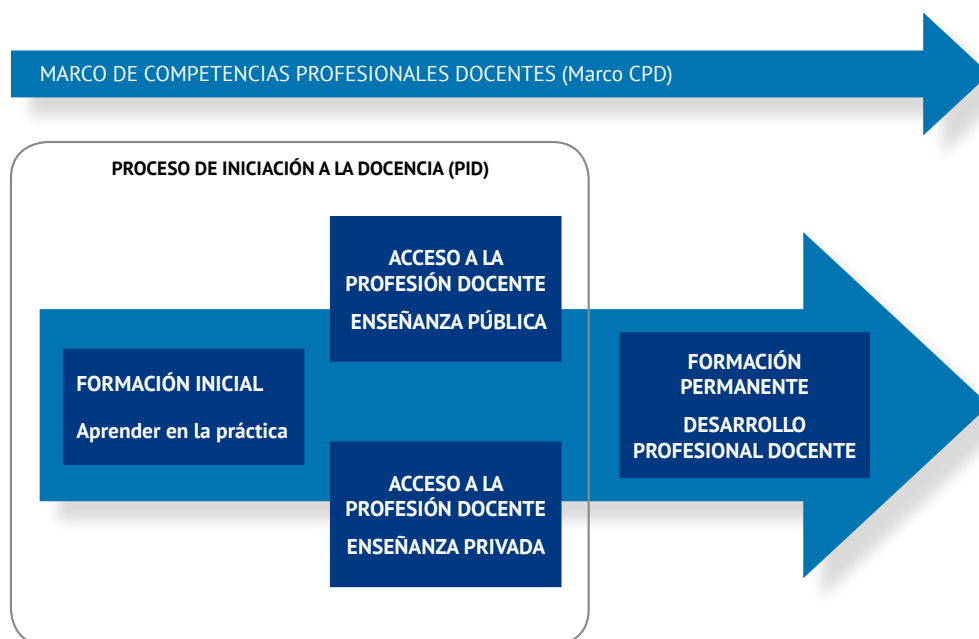 MARCO DE COMPETENCIAS PROFESIONALES DOCENTES (Marco CPD)
PROCESO DE INICIACIÓN A LA DOCENCIA (PID)
FORMACIÓN INICIAL
Aprender en la práctica
ACCESO A LA
PROFESIÓN DOCENTE
ENSEÑANZA PÚBLICA
ACCESO A LA
PROFESIÓN DOCENTE
ENSEÑANZA PRIVADA
FORMACIÓN
PERMANENTE
DESARROLLO
PROFESIONAL DOCENTE